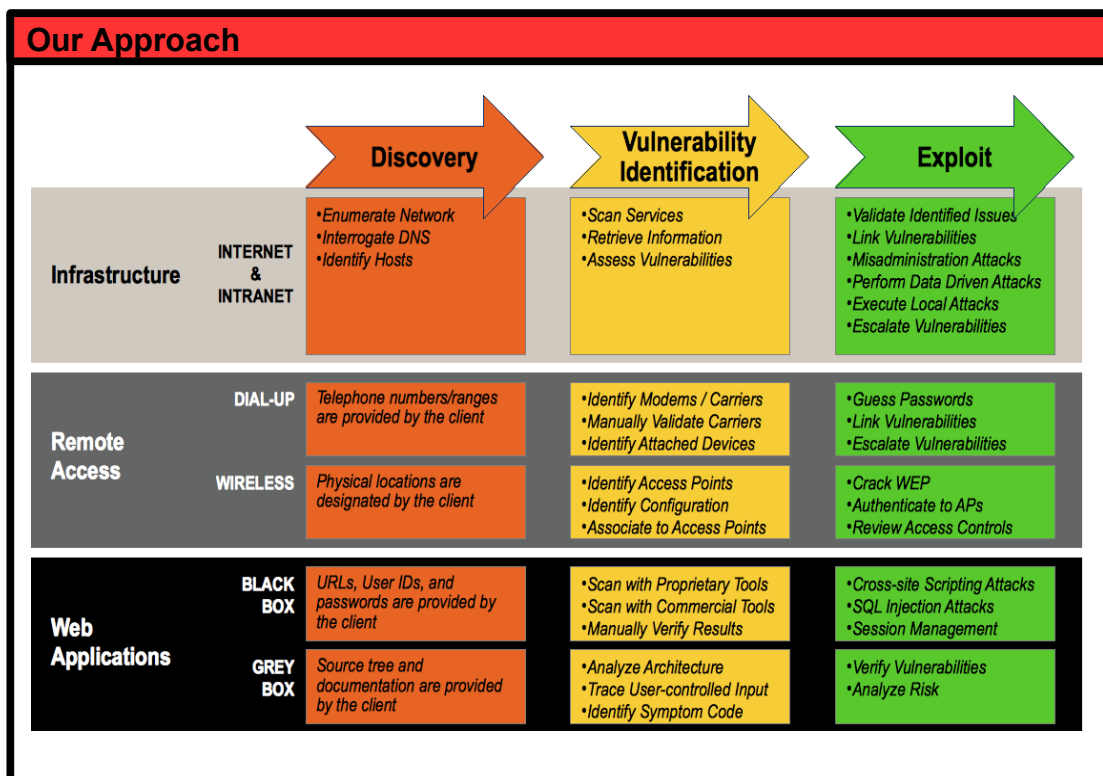 Our Approach
Discovery
Vulnerability
Identification
Exploit
Infrastructure
INTERNET
&
INTRANET
•Enumerate Network
•Interrogate DNS
•Identify Hosts
•Scan Services
•Retrieve Information
•Assess Vulnerabilities
•Validate Identified Issues
•Link Vulnerabilities
•Misadministration Attacks
•Perform Data Driven Attacks
•Execute Local Attacks
•Escalate Vulnerabilities
Remote
Access
DIAL-UP
Telephone numbers/ranges
are provided by the client
•Identify Modems / Carriers
•Manually Validate Carriers
•Identify Attached Devices
•Guess Passwords
•Link Vulnerabilities
•Escalate Vulnerabilities
WIRELESS
Physical locations are
designated by the client
•Identify Access Points
•Identify Configuration
•Associate to Access Points
•Crack WEP
•Authenticate to APs
•Review Access Controls
Web
Applications
BLACK
BOX
URLs, User IDs, and
passwords are provided by
the client
•Scan with Proprietary Tools
•Scan with Commercial Tools
•Manually Verify Results
•Cross-site Scripting Attacks
•SQL Injection Attacks
•Session Management
GREY
BOX
Source tree and
documentation are provided
by the client
•Analyze Architecture
•Trace User-controlled Input
•Identify Symptom Code
•Verify Vulnerabilities
•Analyze Risk